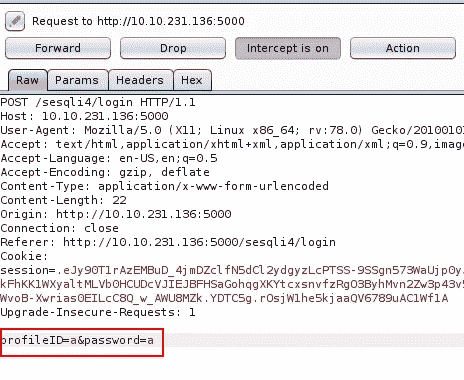 Request to http://10.10.231.136:5000
Forward Drop Intercept is on Action
Raw Params Headers Hex
POST /sesqli4/login HTTP/1.1
Host: 10.10.231.136:5000
User-Agent: Mozilla/5.0 (X11; Linux x86_64; rv:78.0) Gecko/2010010
Accept: text/html,application/xhtml+xml,application/xml;q=0.9,imag
Accept-Language: en-US,en;q=0.5
Accept-Encoding: gzip, deflate
Content-Type: application/x-www-form-urlencoded
Content-Length: 22
Origin: http://10.10.231.136:5000
Connection: close
Referer: http://10.10.231.136:5000/sesqli4/login
Cookie:
session=.eJy90T1rAzEMBuD_4jmDZclfN5dCl2ydgyzLcPTSS-9SSgn573WaUjp0y.
kFhKK1WXyaltMLVb0HCUDcVJIEJBFHSaGohqgXKYtcxsnvfzRgO3ByhMvn2Zw3p43v5
WvoB-Xwrias0EILcC8Q_w_AWU8MZk.YDTC5g.rOsjW1he5kjaaQV6789uAC1Wf1A
Upgrade-Insecure-Requests: 1
profileID=a&password=a